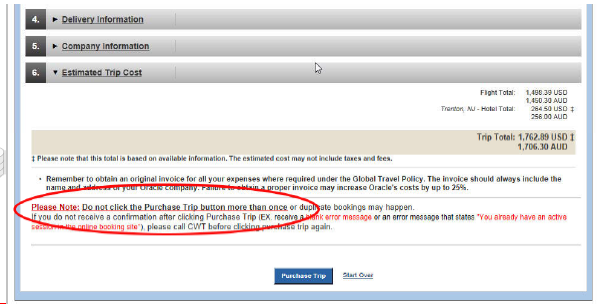 4. ▸ Delivery Information
5. ▸ Company Information
6. ▾ Estimated Trip Cost
Flight Total: 1,498.39 USD
1,450.30 AUD
Trenton, NJ - Hotel Total: 264.50 USD ‡
256.00 AUD
Trip Total: 1,762.89 USD ‡
1,706.30 AUD
‡ Please note that this total is based on available information. The estimated cost may not include taxes and fees.
• Remember to obtain an original invoice for all your expenses where required under the Global Travel Policy. The invoice should always include the
name and address of your Oracle company. Failure to obtain a proper invoice may increase Oracle's costs by up to 25%.
Please Note: Do not click the Purchase Trip button more than once or duplicate bookings may happen.
If you do not receive a confirmation after clicking Purchase Trip (EX. receive a blank error message or an error message that states "You already have an active
session in the online booking site"), please call CWT before clicking purchase trip again.
Purchase Trip Start Over